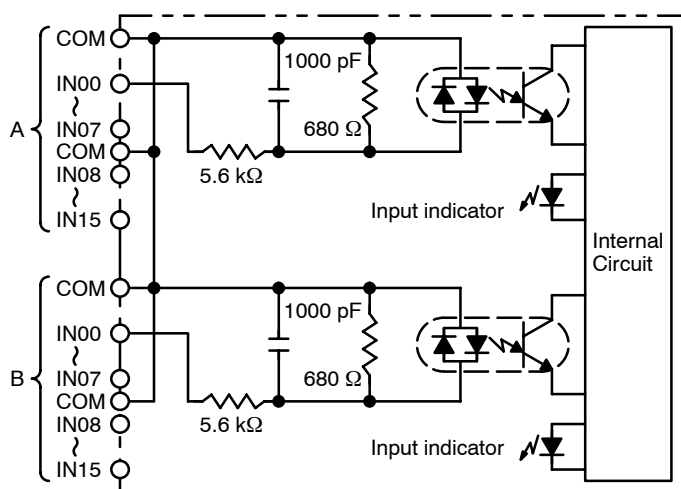 COM
IN00
IN07
A
COM
IN08
IN15
1000 pF
680 Ω
5.6 kΩ
Input indicator
Internal
Circuit
COM
IN00
IN07
B
COM
IN08
IN15
1000 pF
680 Ω
5.6 kΩ
Input indicator